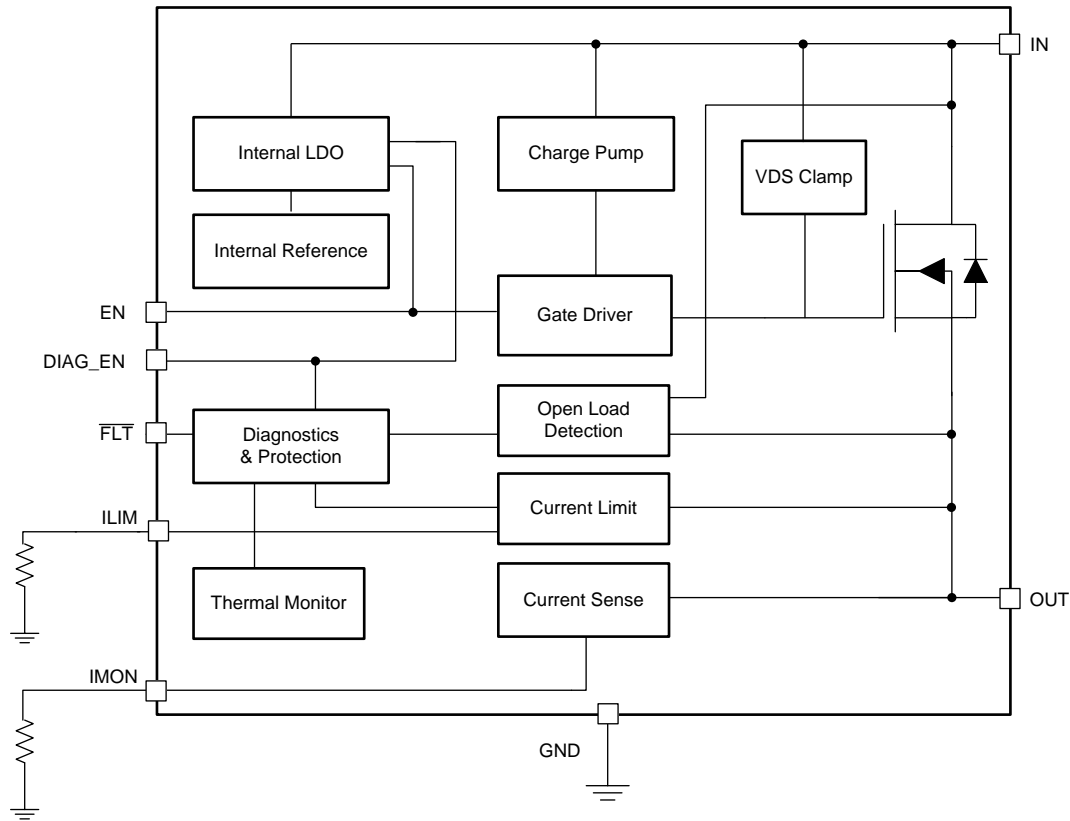 IN
Internal LDO
Charge Pump
VDS Clamp
Internal Reference
EN
Gate Driver
DIAG_EN
Open Load
Detection
FLT
Diagnostics
& Protection
ILIM
Current Limit
Thermal Monitor
Current Sense
OUT
IMON
GND